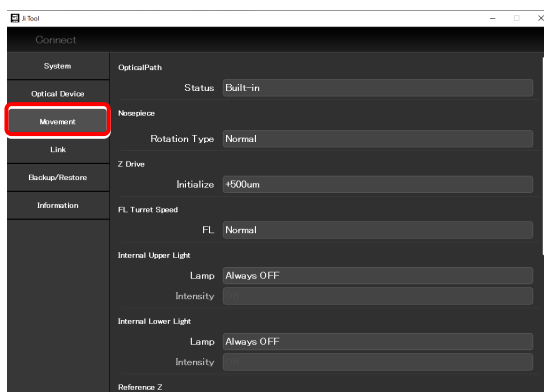 Ji Tool
Connect
System
Optical Device
Movement
Link
Backup/Restore
Information
OpticalPath
Status Built-in
Nosepiece
Rotation Type Normal
Z Drive
Initialize +500um
FL Turret Speed
FL Normal
Internal Upper Light
Lamp Always OFF
Intensity
Internal Lower Light
Lamp Always OFF
Intensity
Reference Z